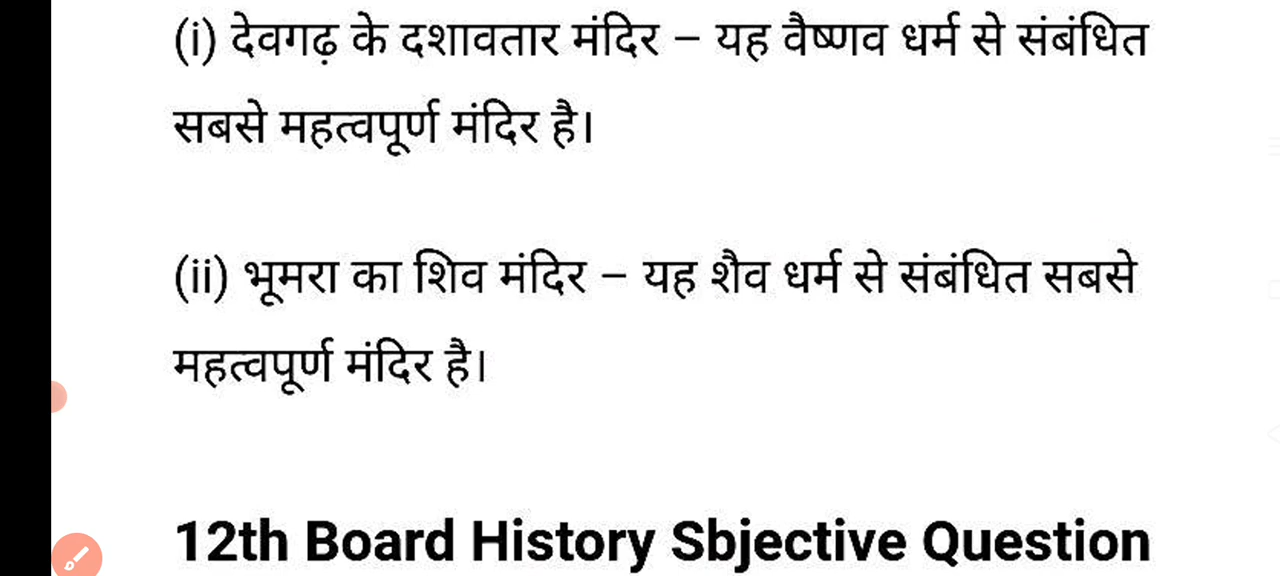 (i) देवगढ़ के दशावतार मंदिर – यह वैष्णव धर्म से संबंधित
सबसे महत्वपूर्ण मंदिर है।
(ii) भूमरा का शिव मंदिर – यह शैव धर्म से संबंधित सबसे
महत्वपूर्ण मंदिर है।
12th Board History Sbjective Question